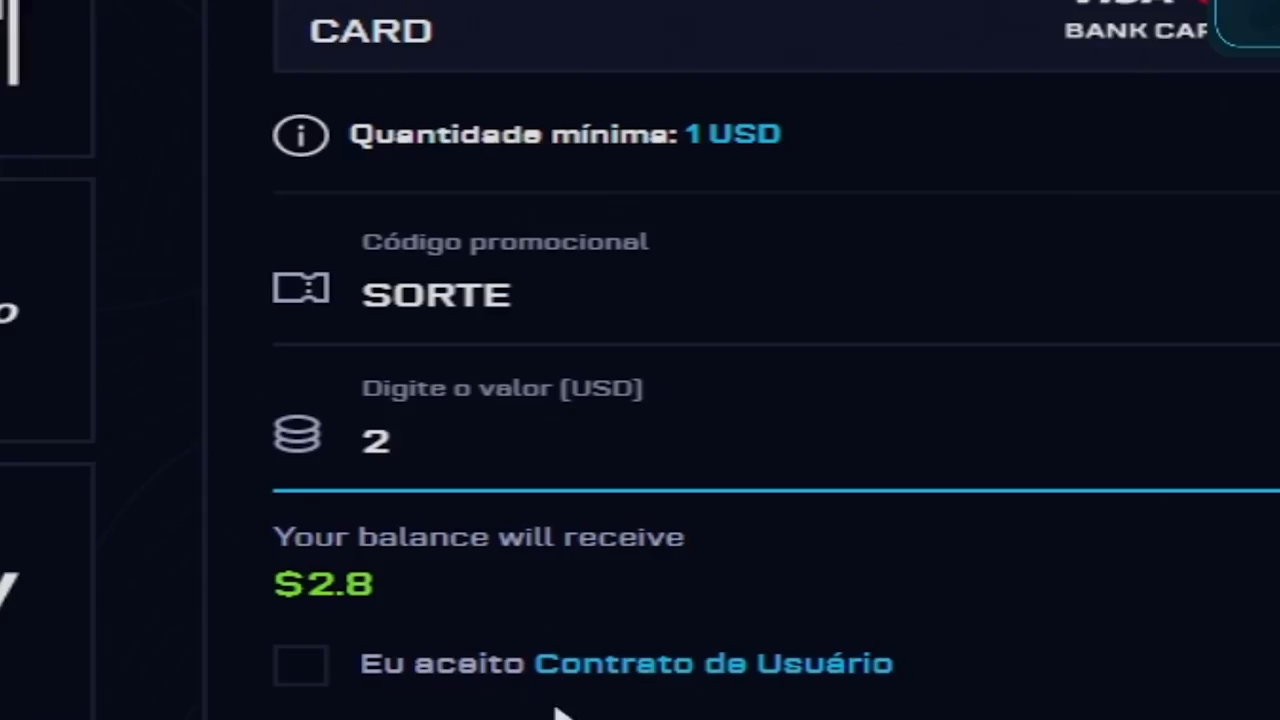 CARD
VISA
BANK CAR
Quantidade mínima: 1 USD
Código promocional
SORTE
Digite o valor [USD]
2
Your balance will receive
$2.8
Eu aceito Contrato de Usuário